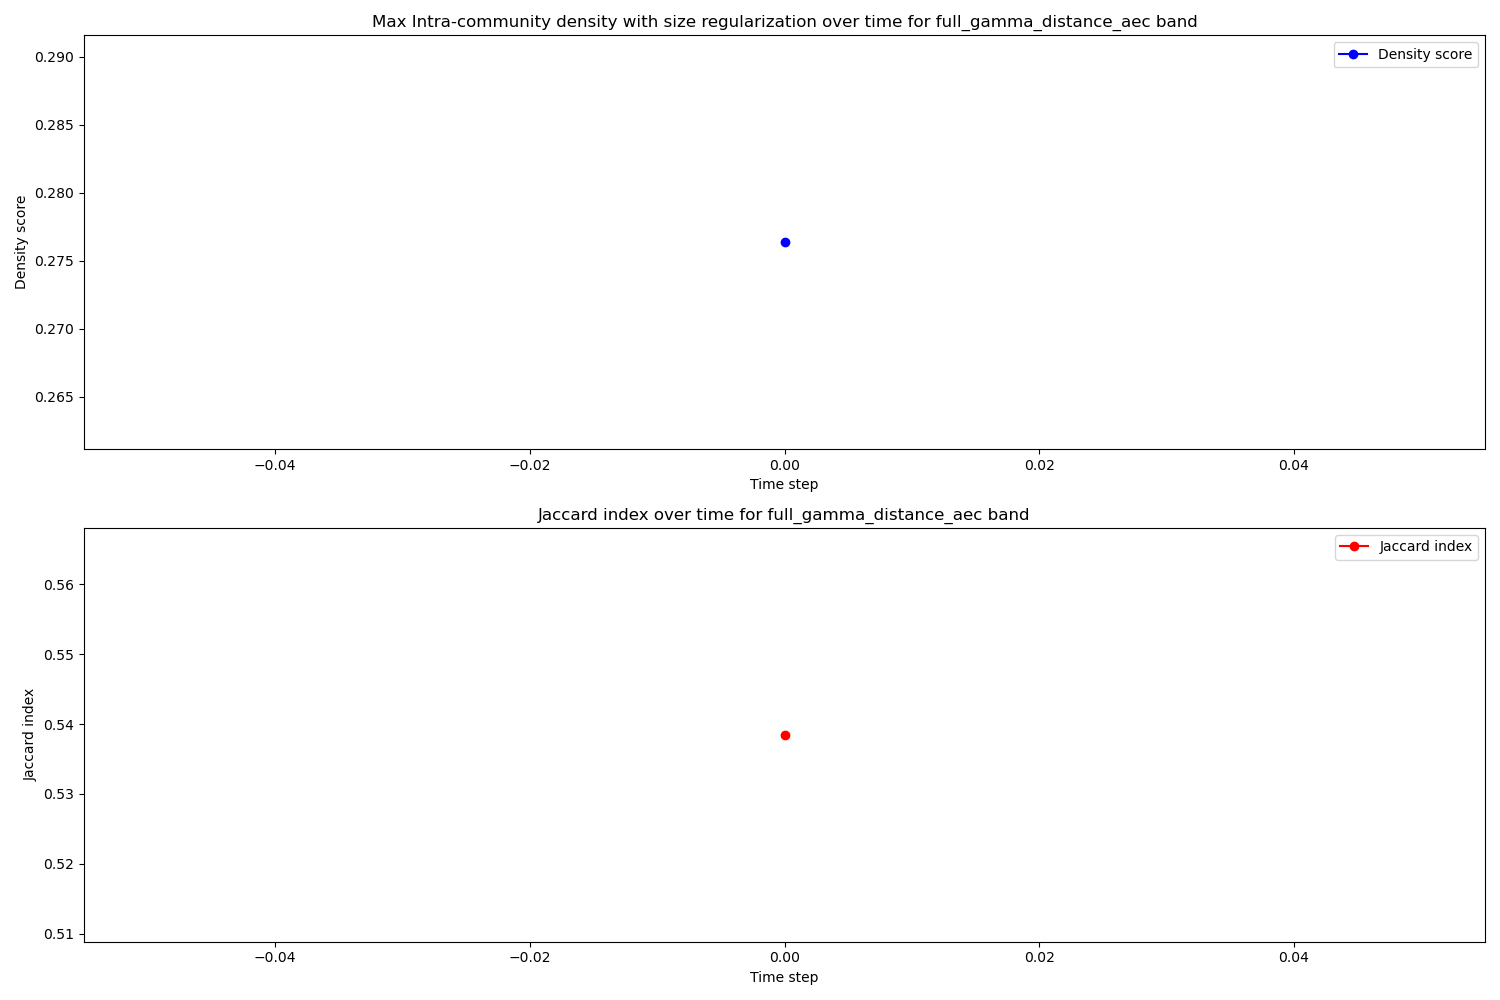 Max Intra-community density with size regularization over time for full_gamma_distance_aec band
Density score
0.290
0.285
0.280
0.275
0.270
0.265
Density score
−0.04
−0.02
0.00
0.02
0.04
Time step
Jaccard index over time for full_gamma_distance_aec band
Jaccard index
0.56
0.55
0.54
0.53
0.52
0.51
Jaccard index
−0.04
−0.02
0.00
0.02
0.04
Time step